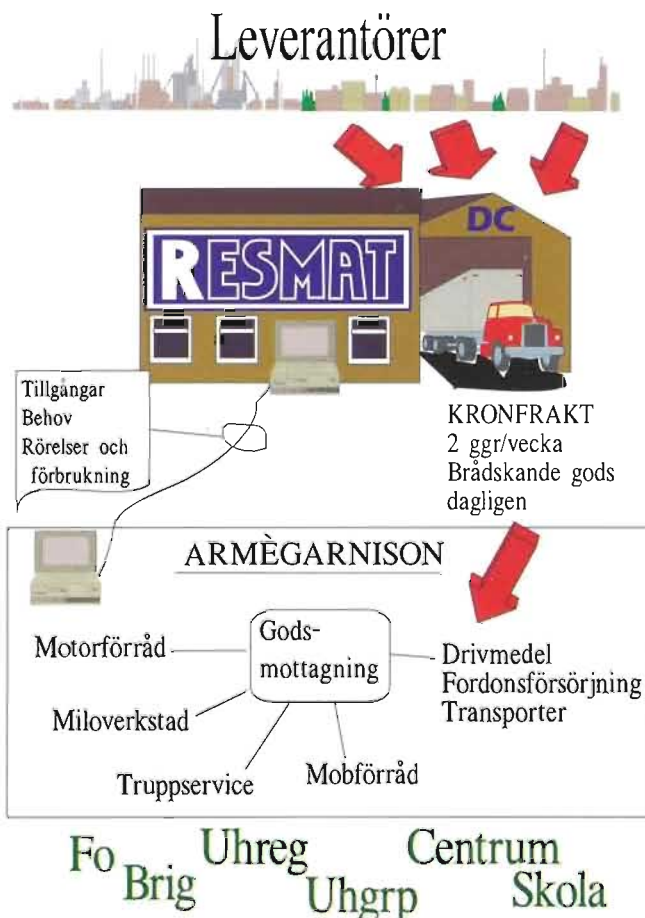 Leverantörer
RESMAT
DC
Tillgångar
Behov
Rörelser och
förbrukning
KRONFRAKT
2 ggr/vecka
Brådskande gods
dagligen
ARMÈGARNISON
Gods-
mottagning
Motorförråd
Miloverkstad
Truppservice
Mobförråd
Drivmedel
Fordonsförsörjning
Transporter
Fo
Brig
Uhreg
Uhgrp
Centrum
Skola